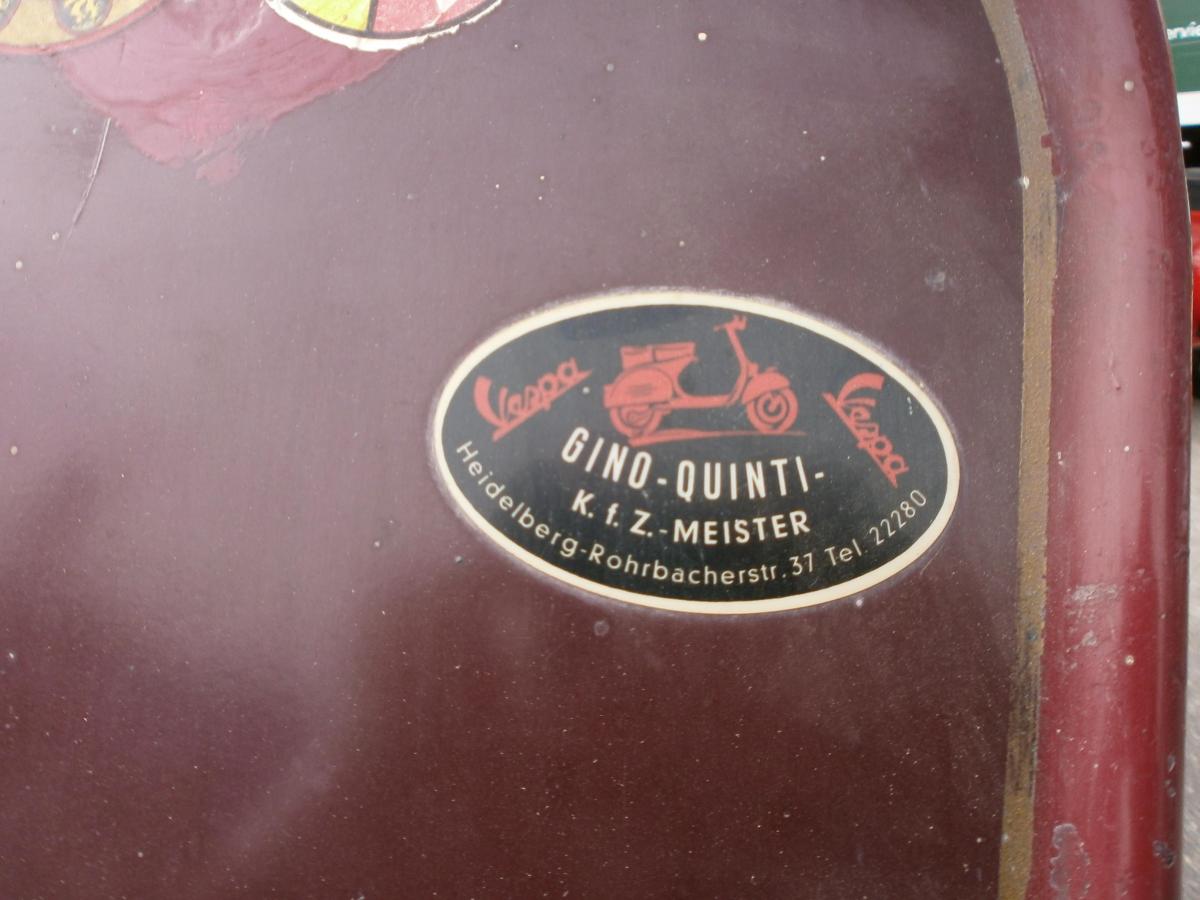 Vespa
Vespa
GINO-QUINTI-
K. f. Z.-MEISTER
Heidelberg-Rohrbacherstr. 37 Tel. 22280